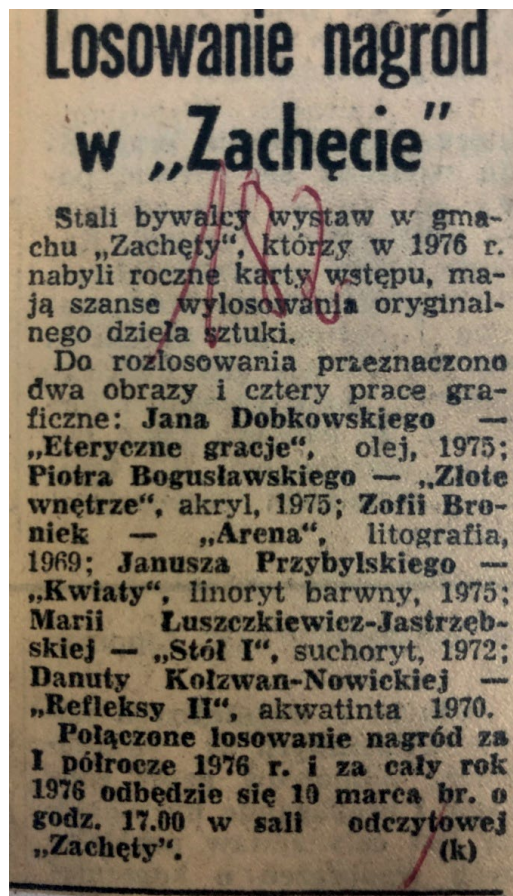 Losowanie nagród
w „Zachęcie"
182
Stali bywalcy wystaw w gma-
chu „Zachęty", którzy w 1976 r.
nabyli roczne karty wstępu, ma-
ją szanse wylosowania oryginal-
nego dzieła sztuki.
Do rozlosowania przeznaczono
dwa obrazy i cztery prace gra-
ficzne: Jana Dobkowskiego —
„Eteryczne gracje", olej, 1975;
Piotra Bogusławskiego — „Złote
wnętrze", akryl, 1975; Zofii Bro-
niek — „Arena", litografia,
1969; Janusza Przybylskiego —
„Kwiaty", linoryt barwny, 1975;
Marii Łuszczkiewicz-Jastrzęb-
skiej — „Stół I", suchoryt, 1972;
Danuty Kołzwan-Nowickiej —
„Refleksy II", akwatinta 1970.
Połączone losowanie nagród za
I półrocze 1976 r. i za cały rok
1976 odbędzie się 10 marca br. o
godz. 17.00 w sali odczytowej
„Zachęty". (k)